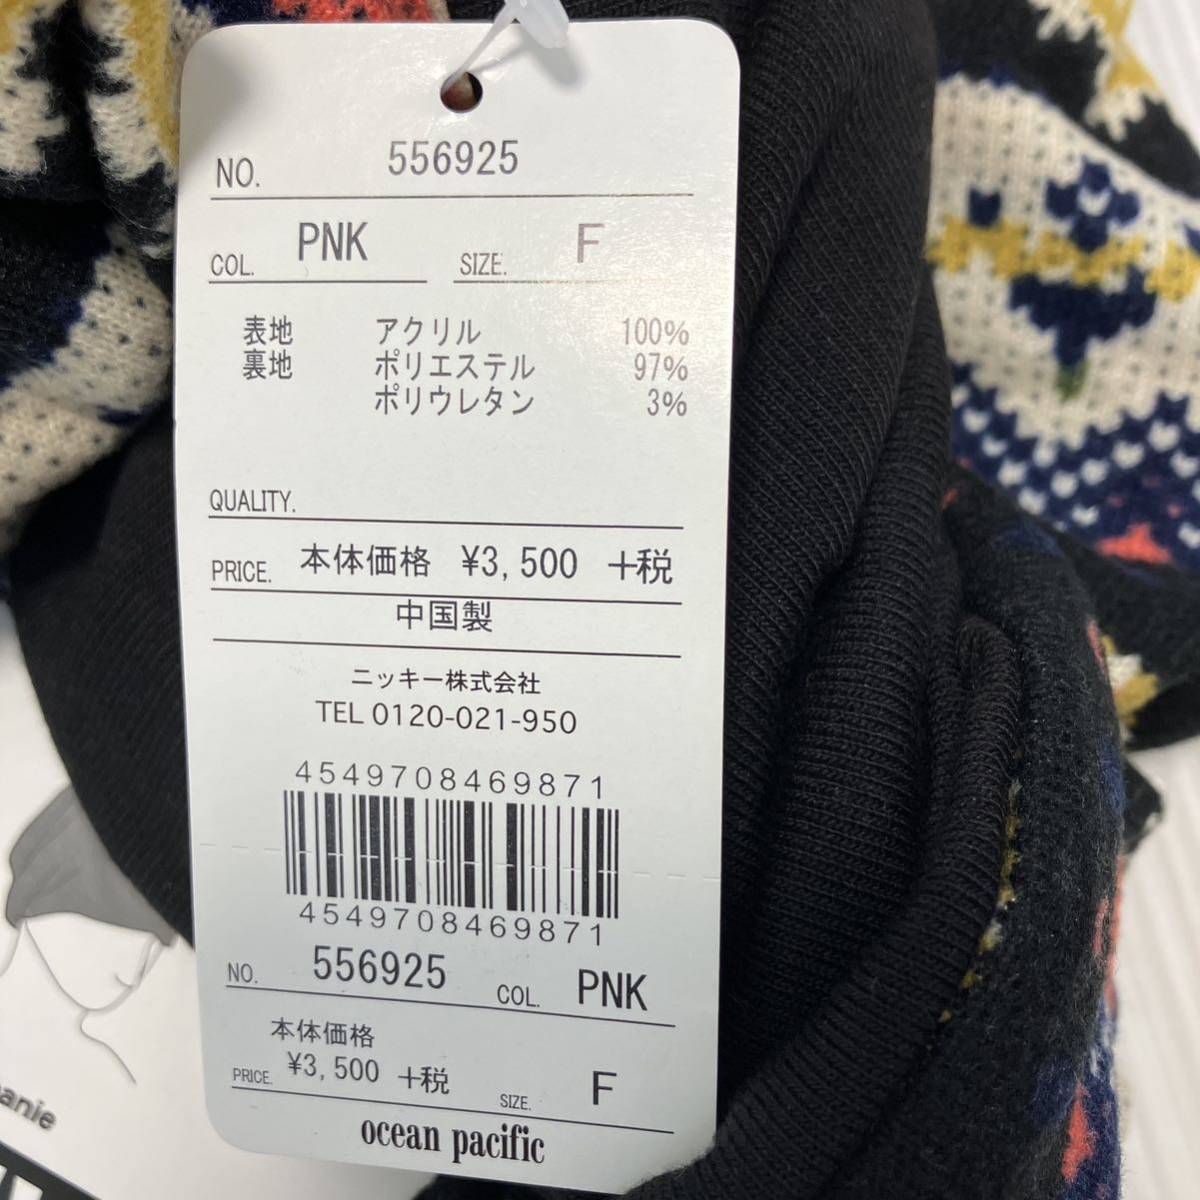 NO. 556925
COL. PNK SIZE. F
表地 アクリル 100%
裏地 ポリエステル 97%
ポリウレタン 3%
QUALITY.
PRICE. 本体価格 ¥3,500 +税
中国製
ニッキー株式会社
TEL 0120-021-950
4549708469871
4549708469871
NO. 556925 COL. PNK
本体価格
PRICE. ¥3,500 +税 SIZE. F
ocean pacific